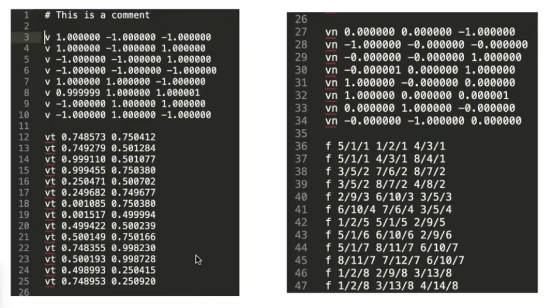 1 # This is a comment
2
3 v 1.000000 -1.000000 -1.000000
4 v 1.000000 -1.000000 1.000000
5 v -1.000000 -1.000000 1.000000
6 v -1.000000 -1.000000 -1.000000
7 v 1.000000 1.000000 -1.000000
8 v 0.999999 1.000000 1.000001
9 v -1.000000 1.000000 1.000000
10 v -1.000000 1.000000 -1.000000
11
12 vt 0.748573 0.750412
13 vt 0.749279 0.501284
14 vt 0.999110 0.501077
15 vt 0.999455 0.750380
16 vt 0.250471 0.500702
17 vt 0.249682 0.749677
18 vt 0.001085 0.750380
19 vt 0.001517 0.499994
20 vt 0.499422 0.500239
21 vt 0.500149 0.750166
22 vt 0.748355 0.998230
23 vt 0.500193 0.998728
24 vt 0.498993 0.250415
25 vt 0.748953 0.250920
26
26
27 vn 0.000000 0.000000 -1.000000
28 vn -1.000000 -0.000000 -0.000000
29 vn -0.000000 -0.000000 1.000000
30 vn -0.000001 0.000000 1.000000
31 vn 1.000000 -0.000000 0.000000
32 vn 1.000000 0.000000 0.000001
33 vn 0.000000 1.000000 -0.000000
34 vn -0.000000 -1.000000 0.000000
35
36 f 5/1/1 1/2/1 4/3/1
37 f 5/1/1 4/3/1 8/4/1
38 f 3/5/2 7/6/2 8/7/2
39 f 3/5/2 8/7/2 4/8/2
40 f 2/9/3 6/10/3 3/5/3
41 f 6/10/4 7/6/4 3/5/4
42 f 1/2/5 5/1/5 2/9/5
43 f 5/1/6 6/10/6 2/9/6
44 f 5/1/7 8/11/7 6/10/7
45 f 8/11/7 7/12/7 6/10/7
46 f 1/2/8 2/9/8 3/13/8
47 f 1/2/8 3/13/8 4/14/8